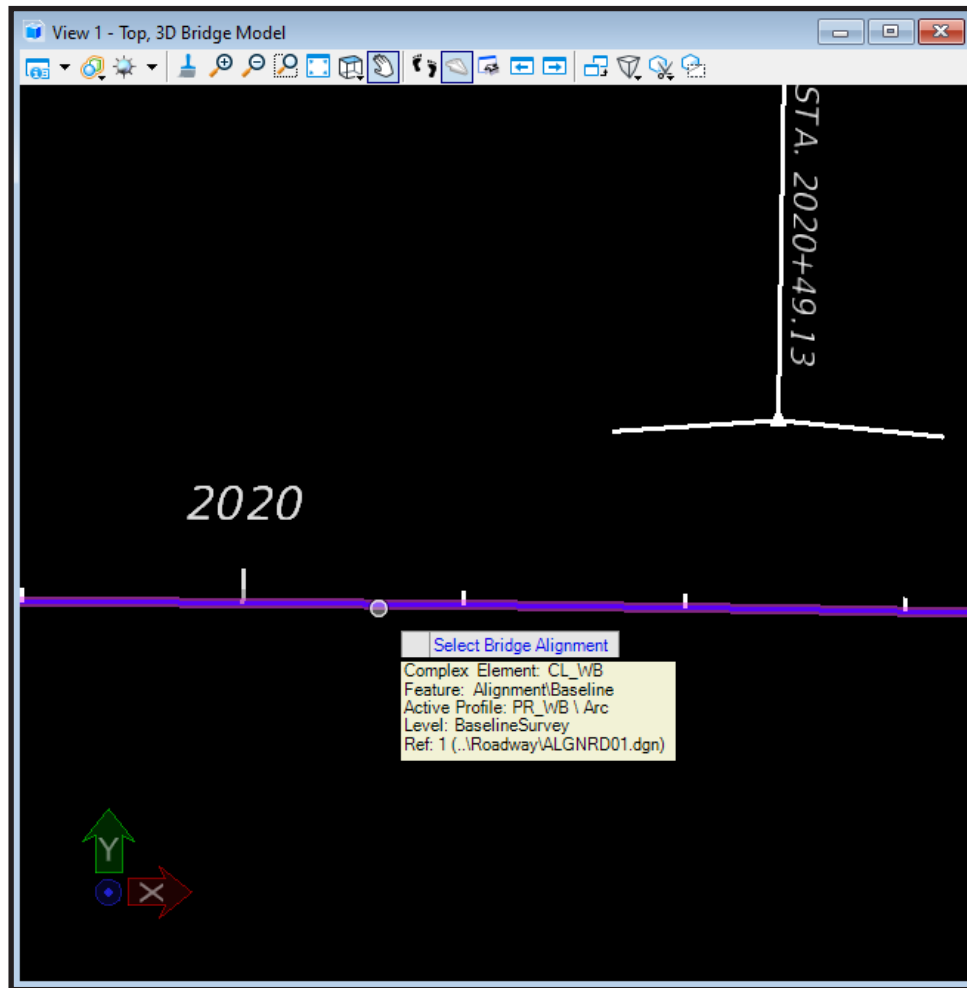 View 1 - Top, 3D Bridge Model
STA. 2020+49.13
2020
Select Bridge Alignment
Complex Element: CL_WB
Feature: Alignment\Baseline
Active Profile: PR_WB \ Arc
Level: BaselineSurvey
Ref: 1 (..\Roadway\ALGNRD01.dgn)
Y
X